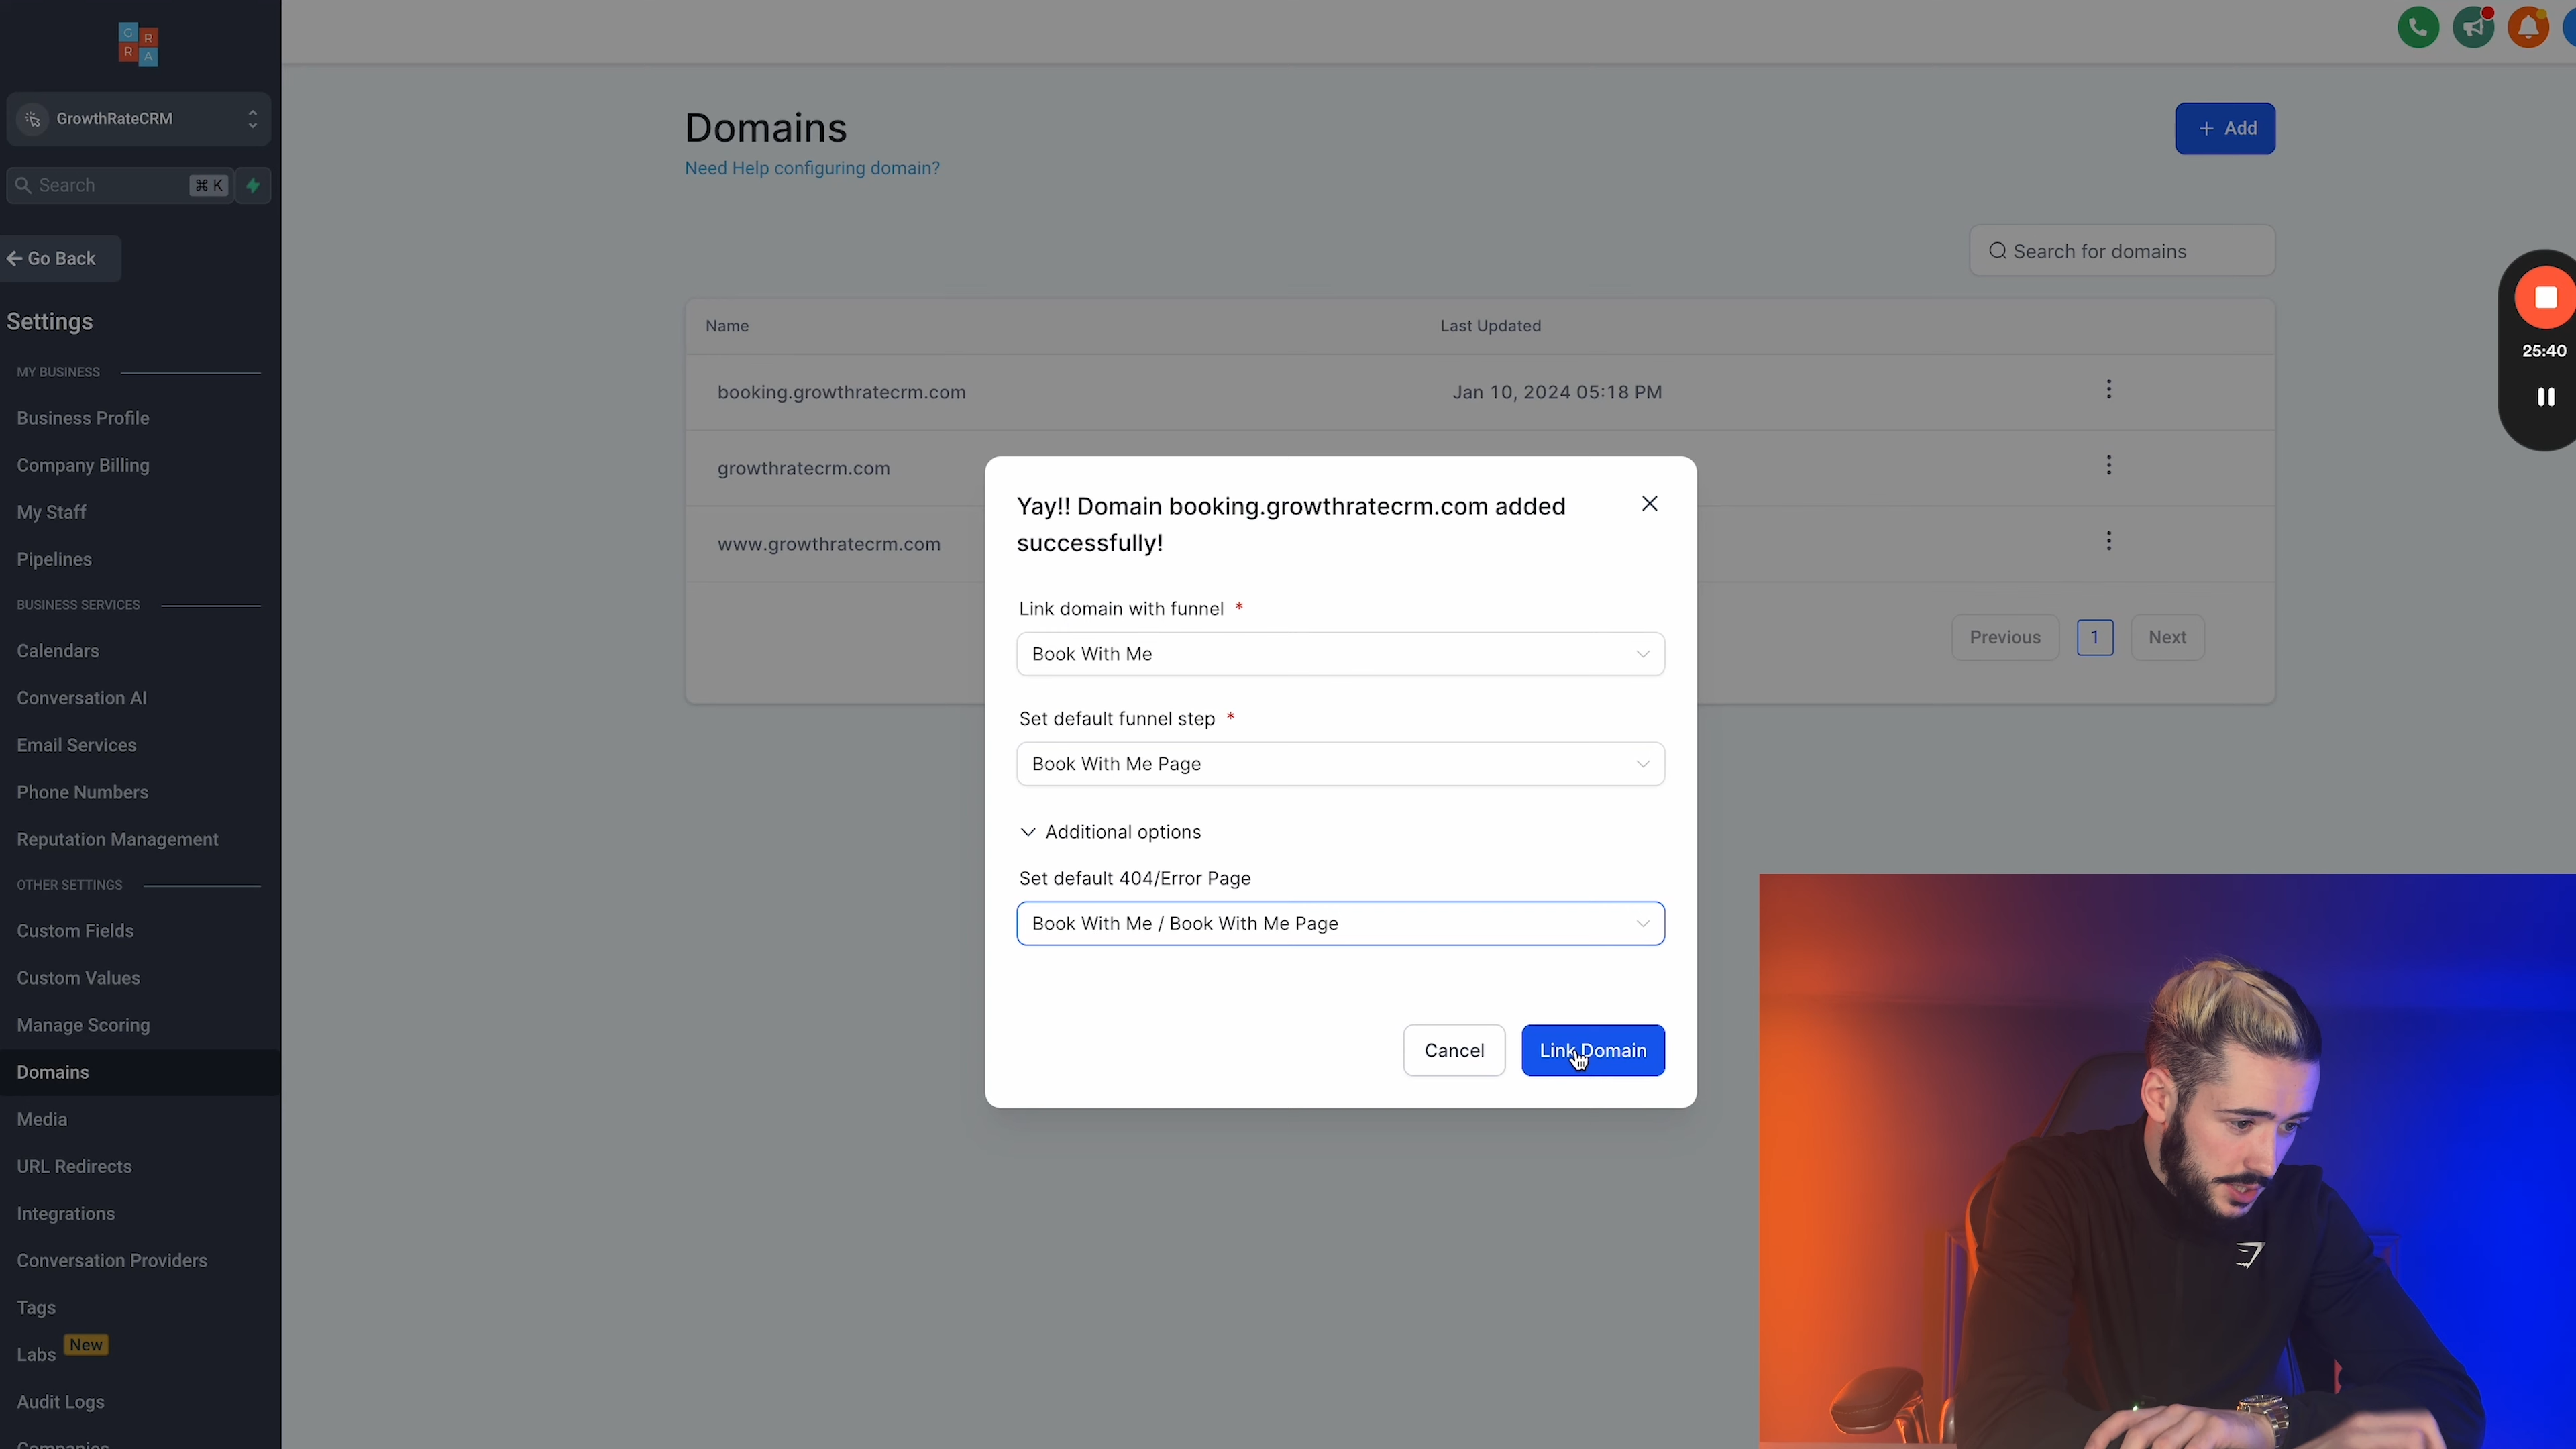 G R
R A
GrowthRateCRM
Search ⌘ K
Go Back
Settings
MY BUSINESS
Business Profile
Company Billing
My Staff
Pipelines
BUSINESS SERVICES
Calendars
Conversation AI
Email Services
Phone Numbers
Reputation Management
OTHER SETTINGS
Custom Fields
Custom Values
Manage Scoring
Domains
Media
URL Redirects
Integrations
Conversation Providers
Tags
Labs New
Audit Logs
Companies
Domains
+ Add
Need Help configuring domain?
Search for domains
Name Last Updated
booking.growthratecrm.com Jan 10, 2024 05:18 PM
growthratecrm.com
www.growthratecrm.com
Previous 1 Next
Yay!! Domain booking.growthratecrm.com added
successfully!
Link domain with funnel *
Book With Me
Set default funnel step *
Book With Me Page
Additional options
Set default 404/Error Page
Book With Me / Book With Me Page
Cancel Link Domain
25:40